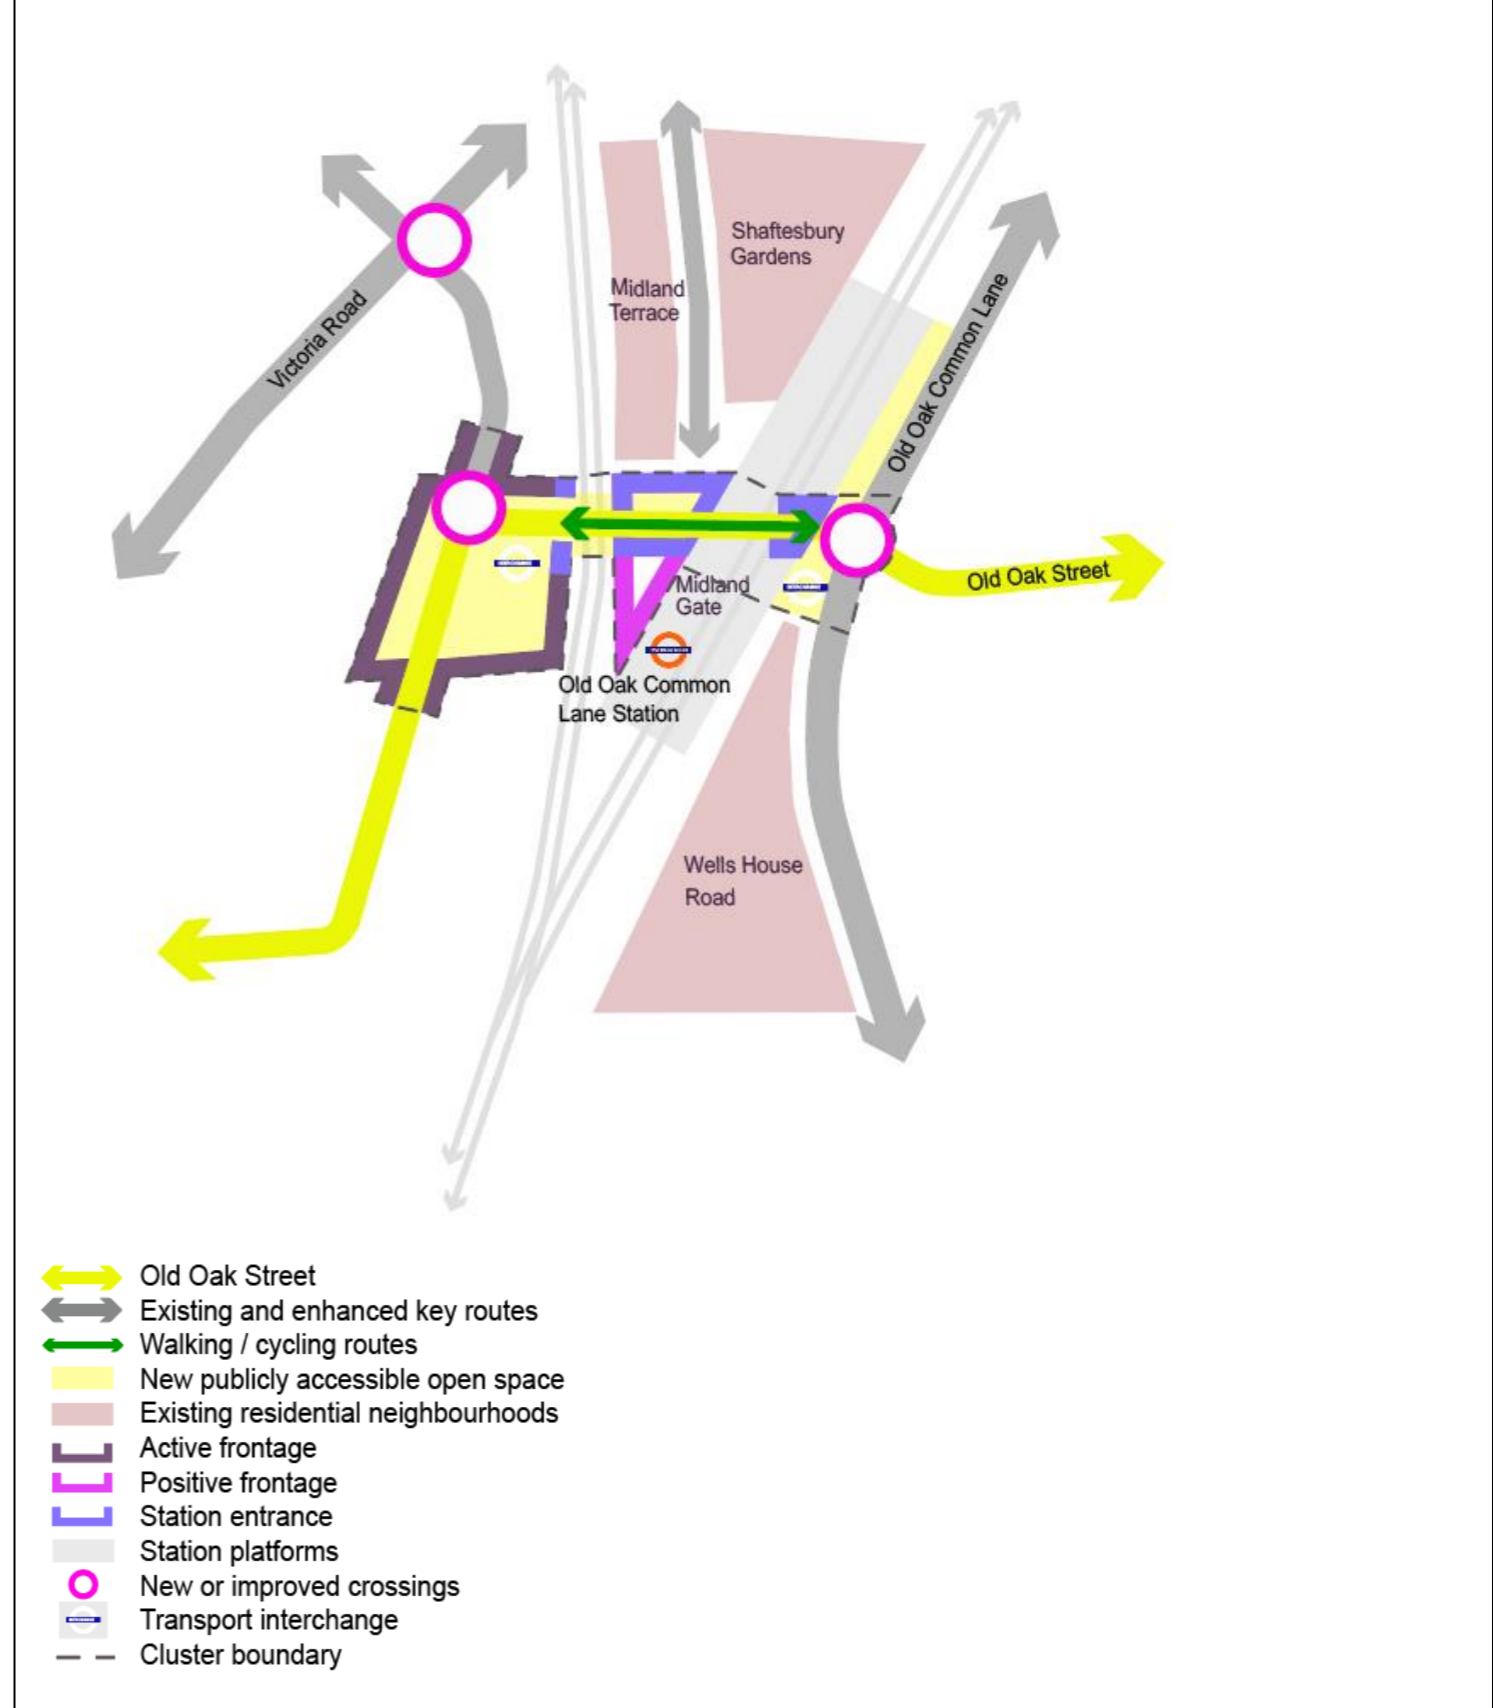 Shaftesbury
Gardens
Midland
Terrace
Victoria Road
Old Oak Common Lane
Old Oak Street
Midland
Gate
Old Oak Common
Lane Station
Wells House
Road
Old Oak Street
Existing and enhanced key routes
Walking / cycling routes
New publicly accessible open space
Existing residential neighbourhoods
Active frontage
Positive frontage
Station entrance
Station platforms
New or improved crossings
Transport interchange
Cluster boundary